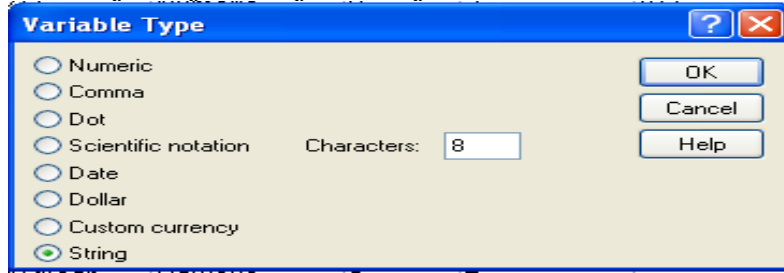 Variable Type
Numeric
Comma
Dot
Scientific notation
Date
Dollar
Custom currency
String
Characters: 8
OK
Cancel
Help